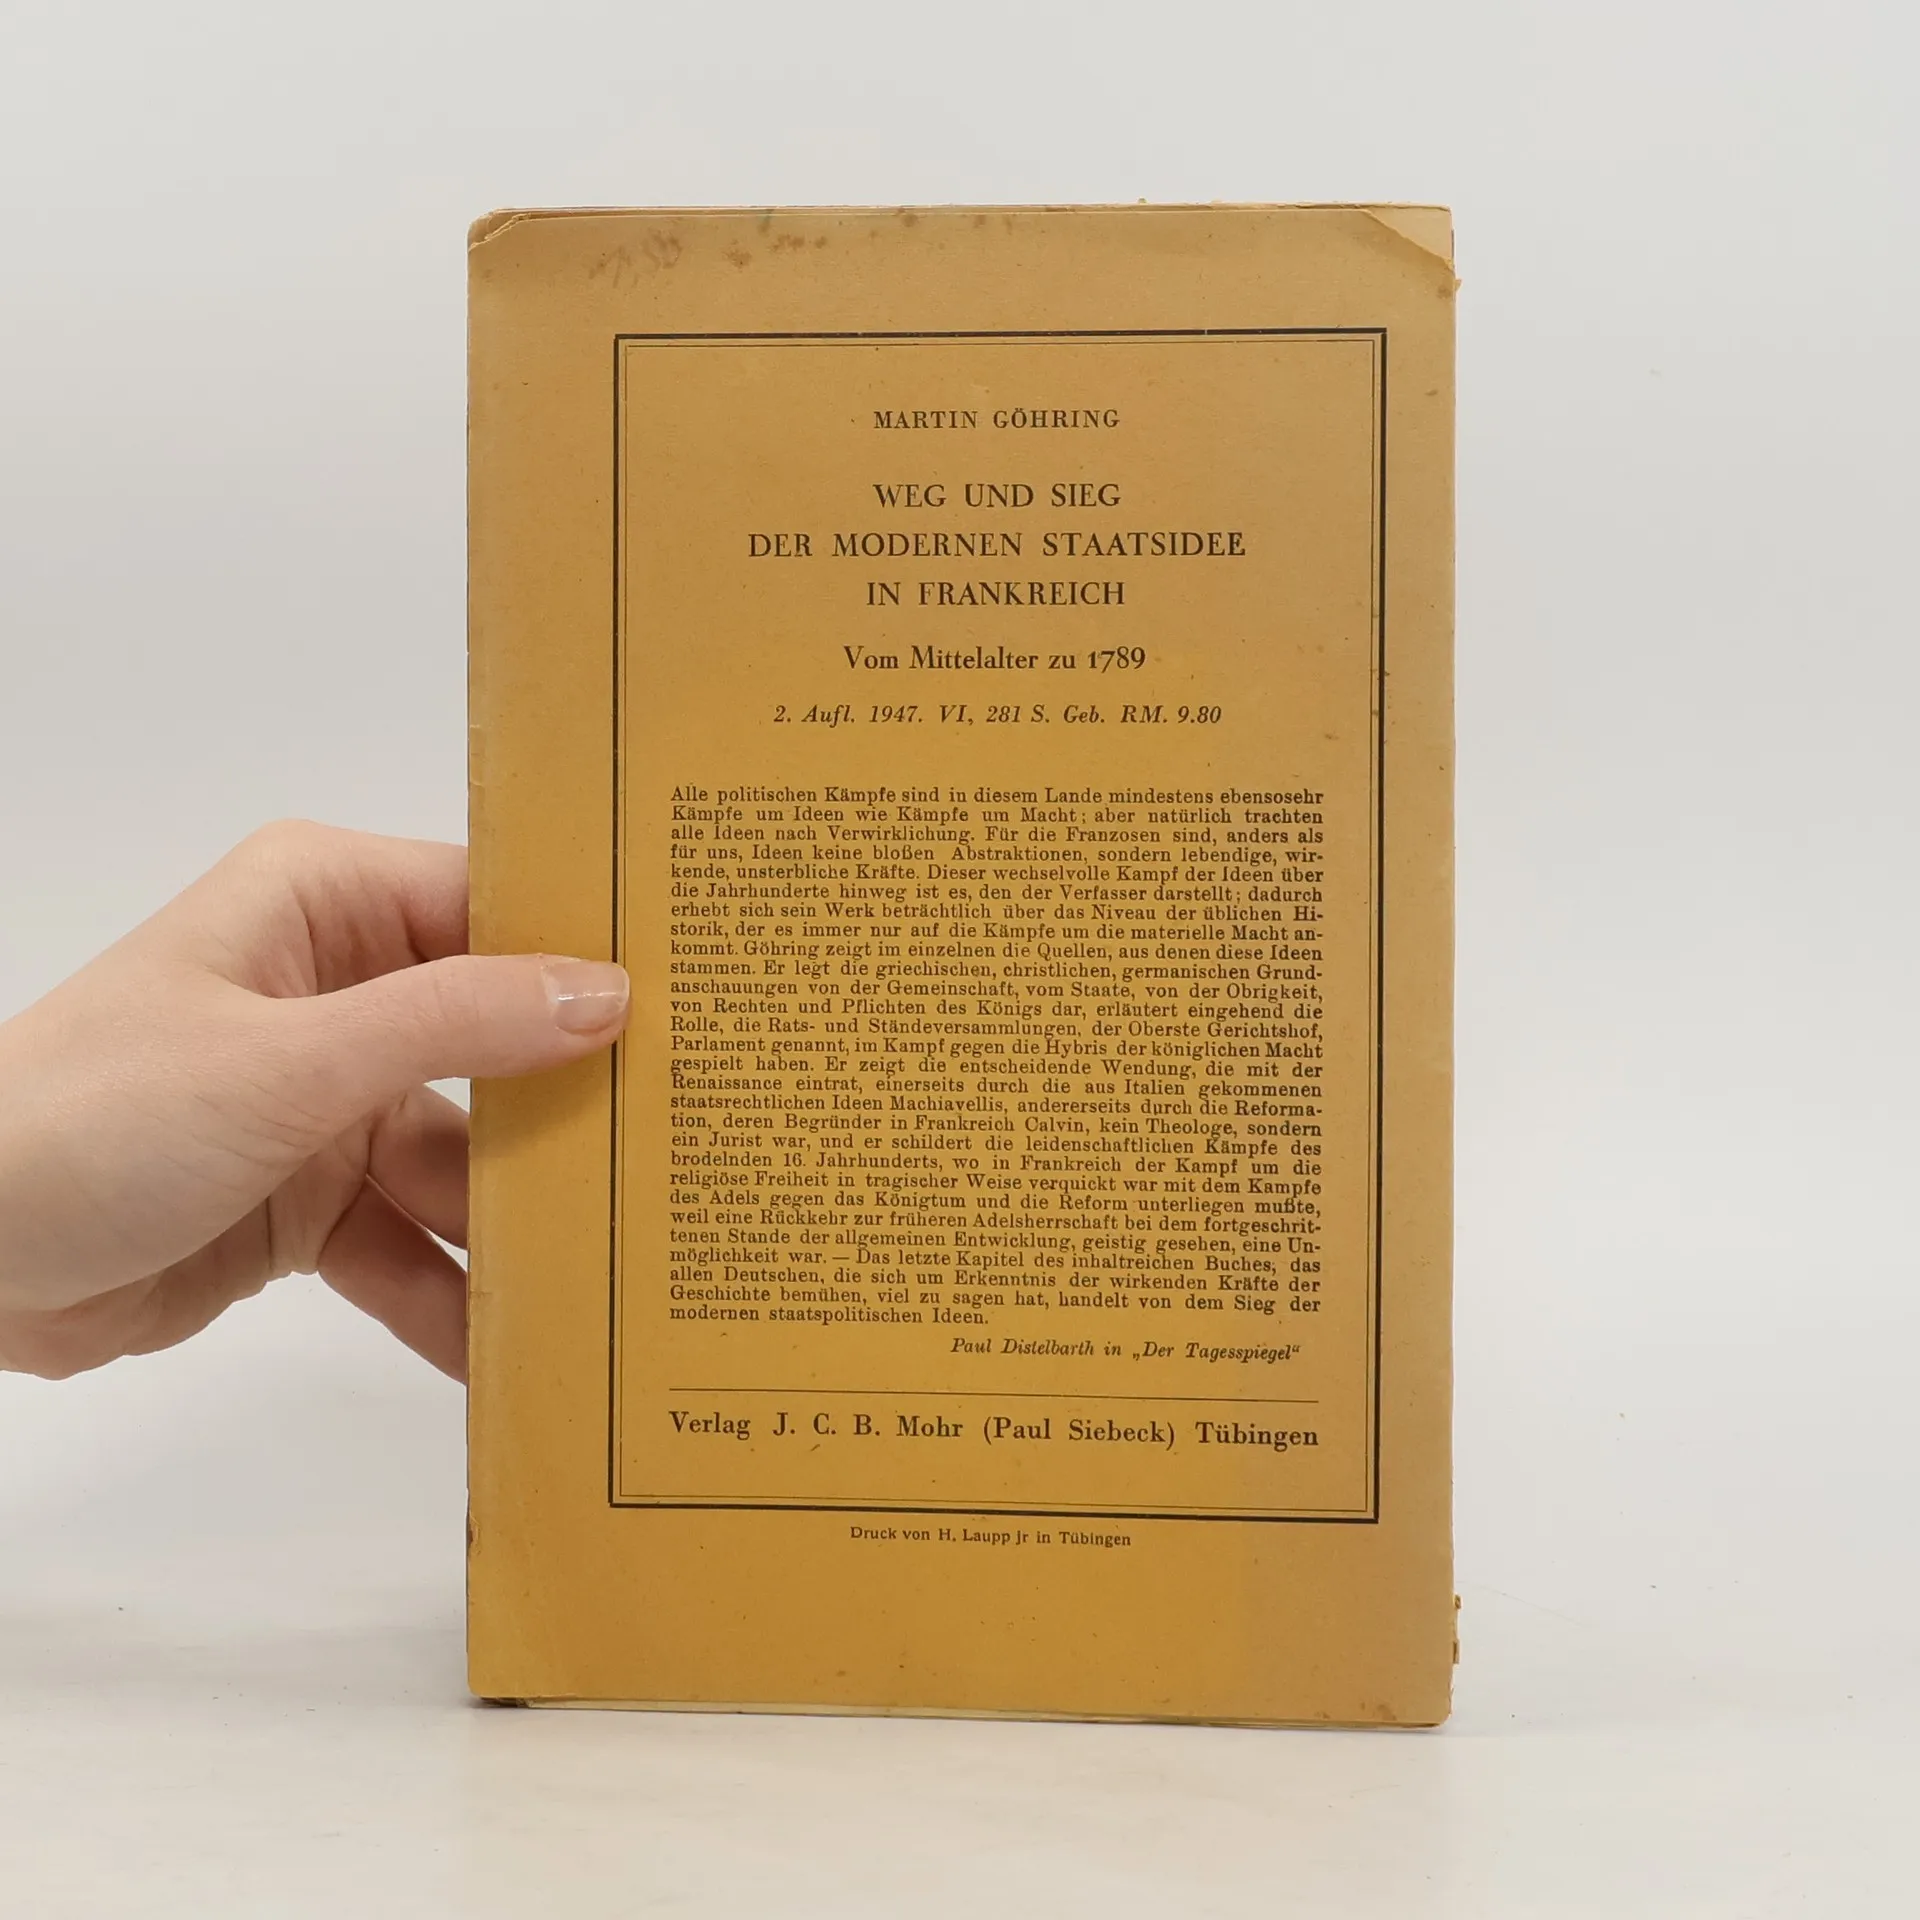 MARTIN GÖHRING
WEG UND SIEG
DER MODERNEN STAATSIDEE
IN FRANKREICH
Vom Mittelalter zu 1789
2. Aufl. 1947. VI, 281 S. Geb. RM. 9.80
Alle politischen Kämpfe sind in diesem Lande mindestens ebensosehr
Kämpfe um Ideen wie Kämpfe um Macht; aber natürlich trachten
alle Ideen nach Verwirklichung. Für die Franzosen sind, anders als
für uns, Ideen keine bloßen Abstraktionen, sondern lebendige, wir-
kende, unsterbliche Kräfte. Dieser wechselvolle Kampf der Ideen über
die Jahrhunderte hinweg ist es, den der Verfasser darstellt; dadurch
erhebt sich sein Werk beträchtlich über das Niveau der üblichen Hi-
storik, der es immer nur auf die Kämpfe um die materielle Macht an-
kommt. Göhring zeigt im einzelnen die Quellen, aus denen diese Ideen
stammen. Er legt die griechischen, christlichen, germanischen Grund-
anschauungen von der Gemeinschaft, vom Staate, von der Obrigkeit,
von Rechten und Pflichten des Königs dar, erläutert eingehend die
Rolle, die Rats- und Ständeversammlungen, der Oberste Gerichtshof,
Parlament genannt, im Kampf gegen die Hybris der königlichen Macht
gespielt haben. Er zeigt die entscheidende Wendung, die mit der
Renaissance eintrat, einerseits durch die aus Italien gekommenen
staatsrechtlichen Ideen Machiavellis, andererseits durch die Reforma-
tion, deren Begründer in Frankreich Calvin, kein Theologe, sondern
ein Jurist war, und er schildert die leidenschaftlichen Kämpfe des
brodelnden 16. Jahrhunderts, wo in Frankreich der Kampf um die
religiöse Freiheit in tragischer Weise verquickt war mit dem Kampfe
des Adels gegen das Königtum und die Reform unterliegen mußte,
weil eine Rückkehr zur früheren Adelsherrschaft bei dem fortgeschrit-
tenen Stande der allgemeinen Entwicklung, geistig gesehen, eine Un-
möglichkeit war. — Das letzte Kapitel des inhaltreichen Buches, das
allen Deutschen, die sich um Erkenntnis der wirkenden Kräfte der
Geschichte bemühen, viel zu sagen hat, handelt von dem Sieg der
modernen staatspolitischen Ideen.
Paul Distelbarth in „Der Tagesspiegel“
Verlag J. C. B. Mohr (Paul Siebeck) Tübingen
Druck von H. Laupp jr in Tübingen